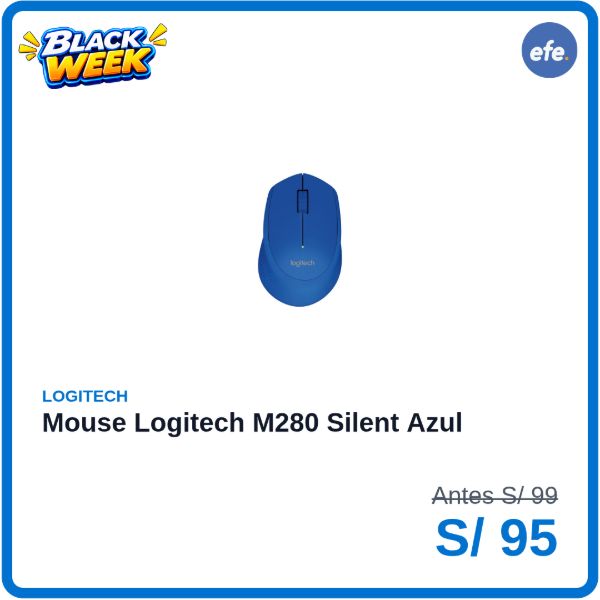 BLACK
WEEK
efe.
logitech
LOGITECH
Mouse Logitech M280 Silent Azul
Antes S/ 99
S/ 95